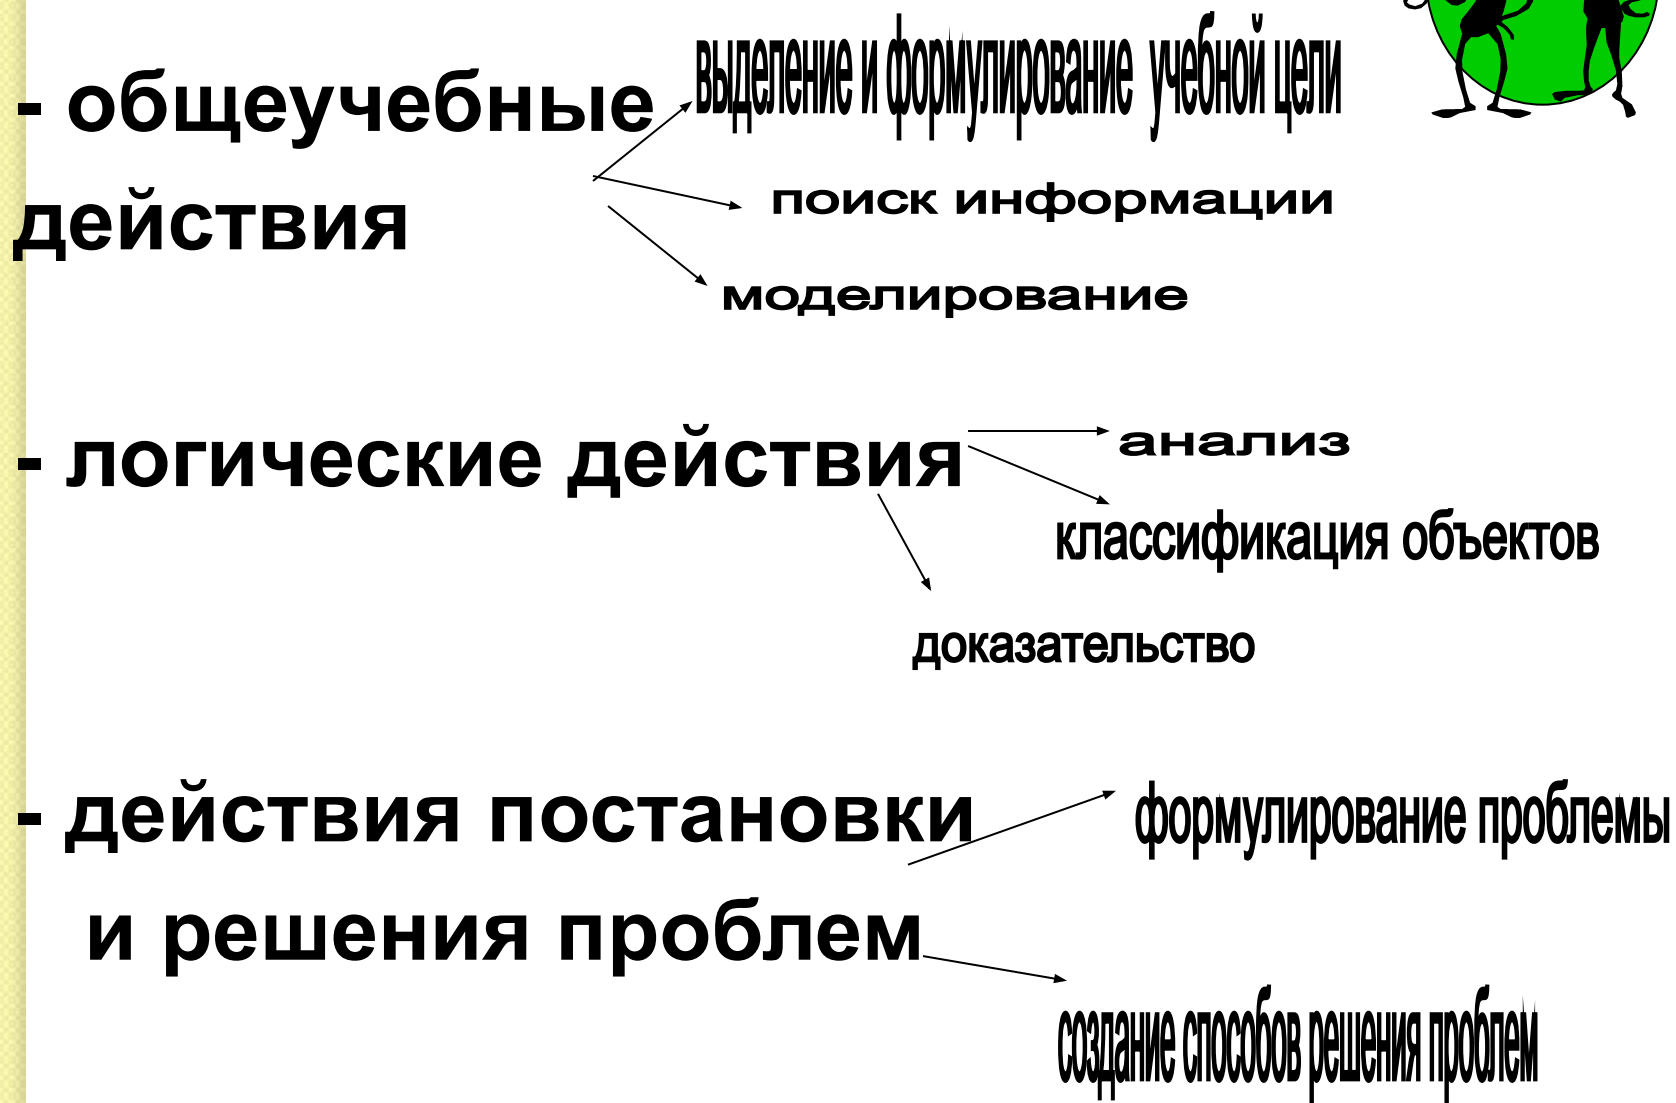 - общеучебные
действия
выделение и формулирование учебной цели
поиск информации
моделирование
- логические действия
анализ
классификация объектов
доказательство
- действия постановки
и решения проблем
формулирование проблемы
создание способов решения проблем